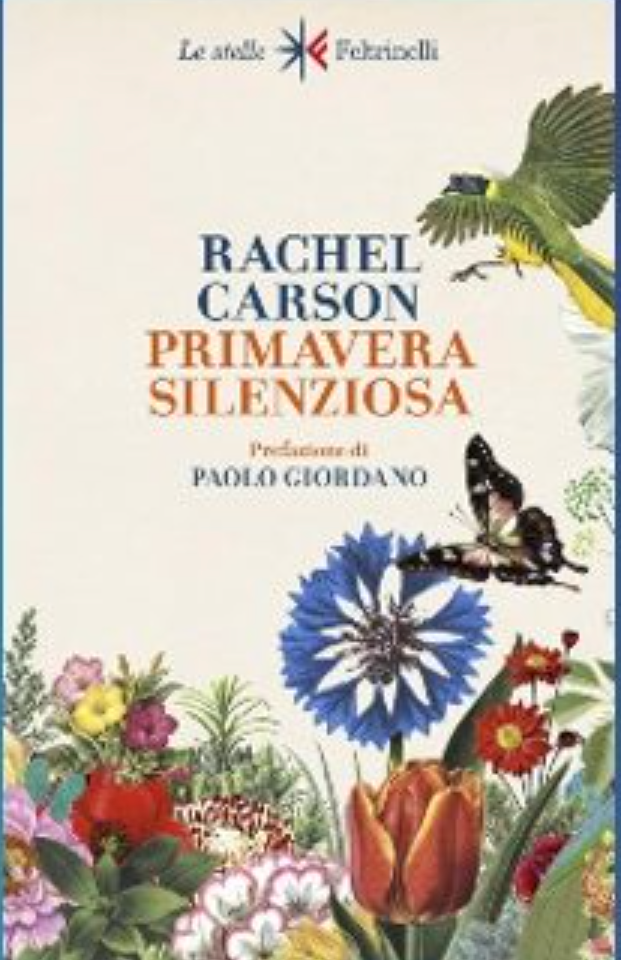 Le stelle Feltrinelli
RACHEL
CARSON
PRIMAVERA
SILENZIOSA
Prefazione di
PAOLO GIORDANO